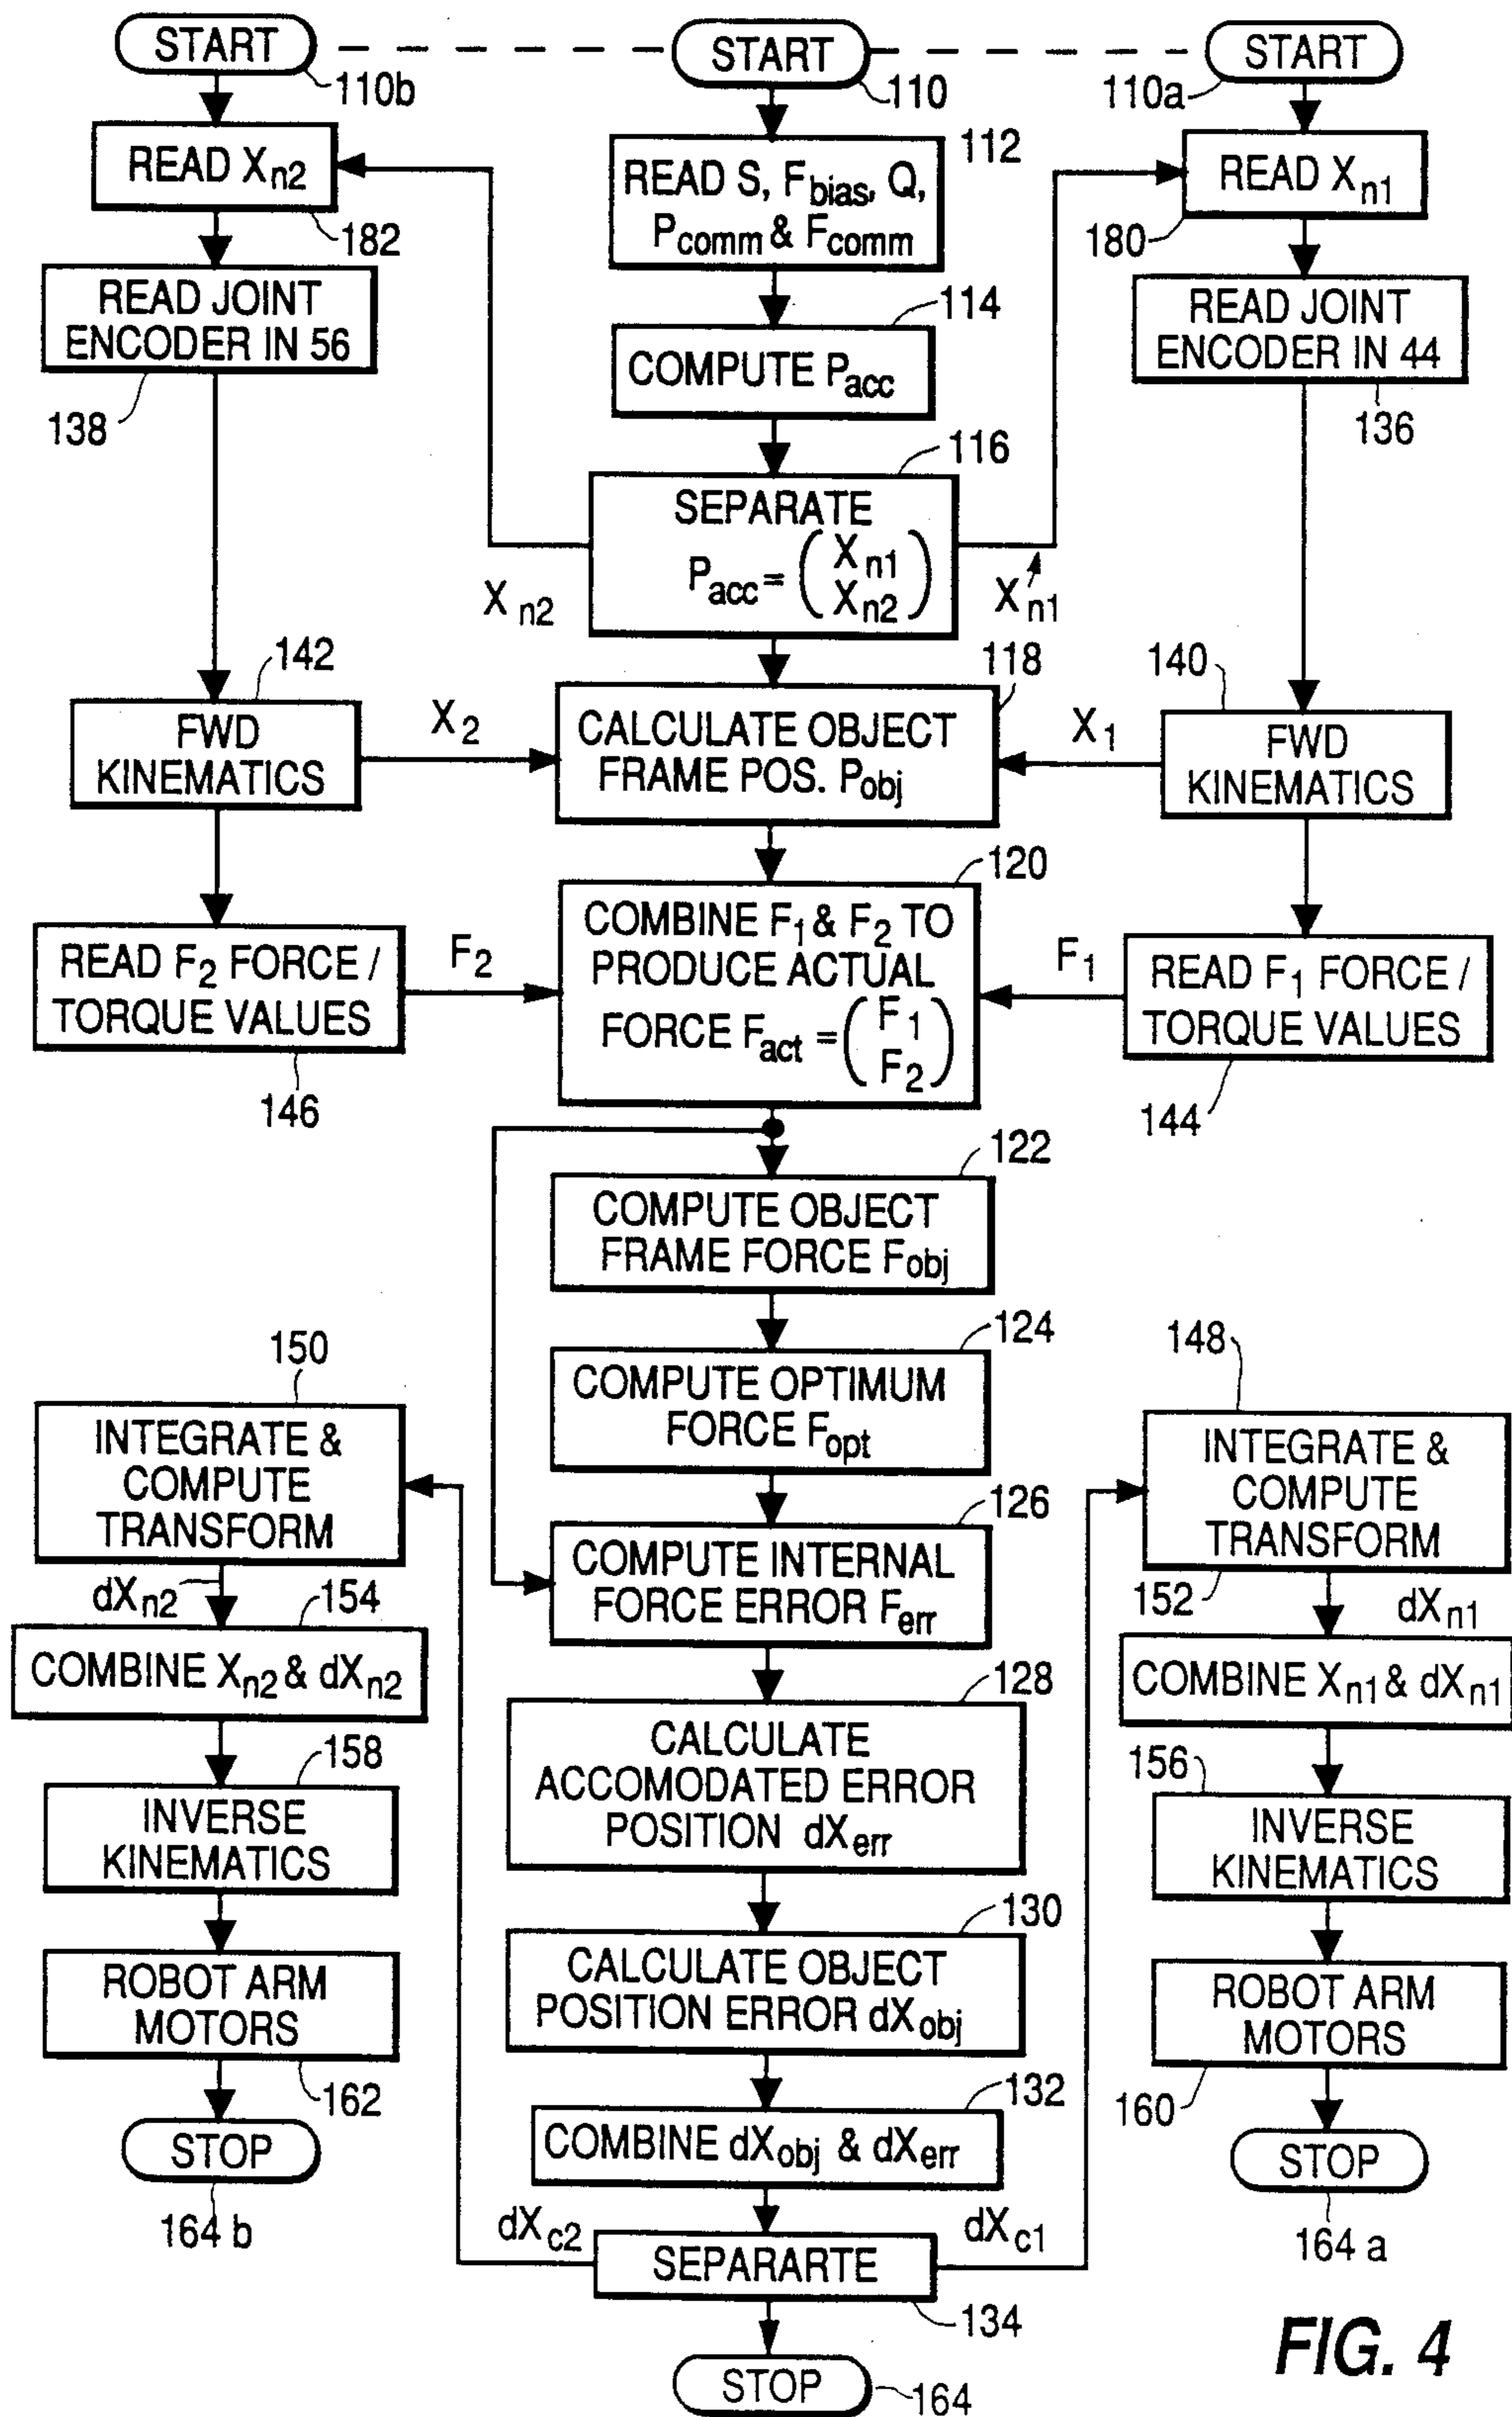 START
START
START
110b
110
110a
READ Xn2
182
112
READ S, Fbias, Q,
Pcomm & Fcomm
READ Xn1
180
READ JOINT
ENCODER IN 56
138
114
COMPUTE Pacc
READ JOINT
ENCODER IN 44
136
116
SEPARATE
Pacc = (Xn1
Xn2)
Xn2
Xn1
142
FWD
KINEMATICS
X2
118
CALCULATE OBJECT
FRAME POS. Pobj
X1
140
FWD
KINEMATICS
120
COMBINE F1 & F2 TO
PRODUCE ACTUAL
FORCE Fact = (F1
F2)
READ F2 FORCE /
TORQUE VALUES
146
F2
F1
READ F1 FORCE /
TORQUE VALUES
144
122
COMPUTE OBJECT
FRAME FORCE Fobj
124
COMPUTE OPTIMUM
FORCE Fopt
126
COMPUTE INTERNAL
FORCE ERROR Ferr
150
INTEGRATE &
COMPUTE
TRANSFORM
dXn2
154
COMBINE Xn2 & dXn2
158
INVERSE
KINEMATICS
ROBOT ARM
MOTORS
162
STOP
164 b
148
INTEGRATE &
COMPUTE
TRANSFORM
152
dXn1
COMBINE Xn1 & dXn1
156
INVERSE
KINEMATICS
ROBOT ARM
MOTORS
160
STOP
164 a
128
CALCULATE
ACCOMODATED ERROR
POSITION dXerr
130
CALCULATE OBJECT
POSITION ERROR dXobj
132
COMBINE dXobj & dXerr
dXc2
dXc1
SEPARARTE
134
STOP
164
FIG. 4